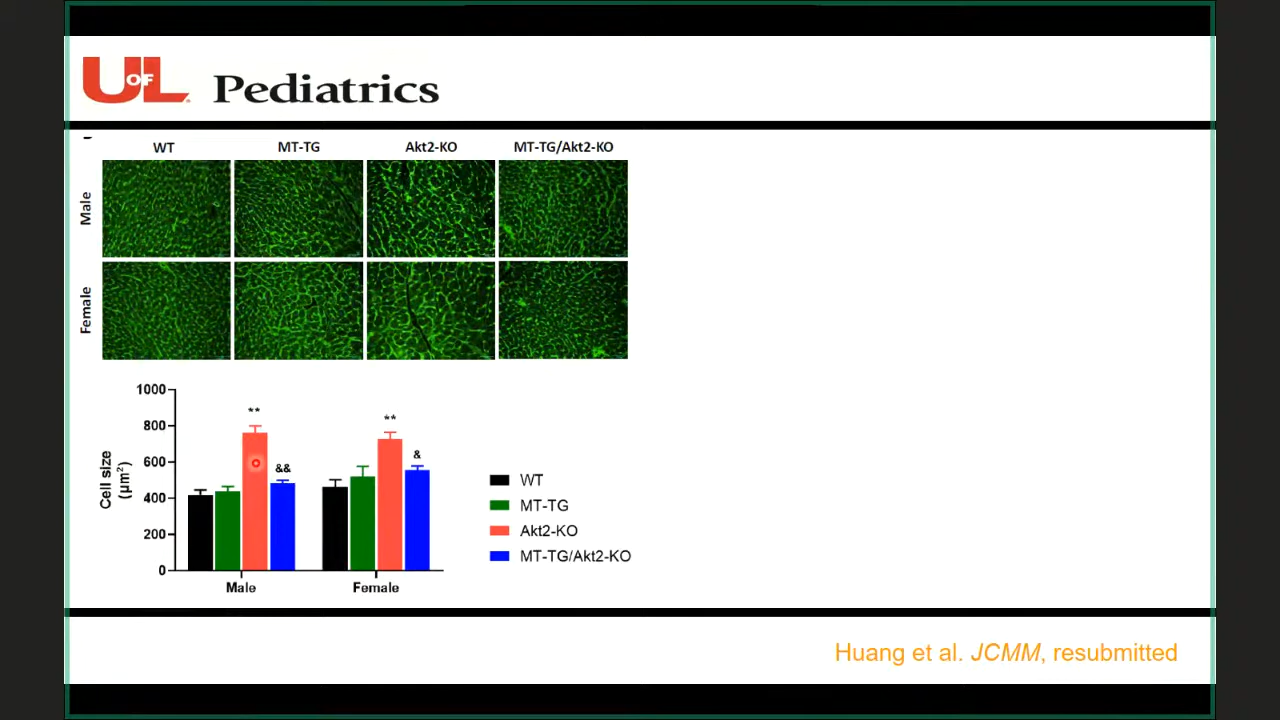 UofL Pediatrics
WT MT-TG Akt2-KO MT-TG/Akt2-KO
Male
Female
1000
800
600
400
200
0
Cell size
(μm²)
** && ** &
Male Female
WT
MT-TG
Akt2-KO
MT-TG/Akt2-KO
Huang et al. JCMM, resubmitted